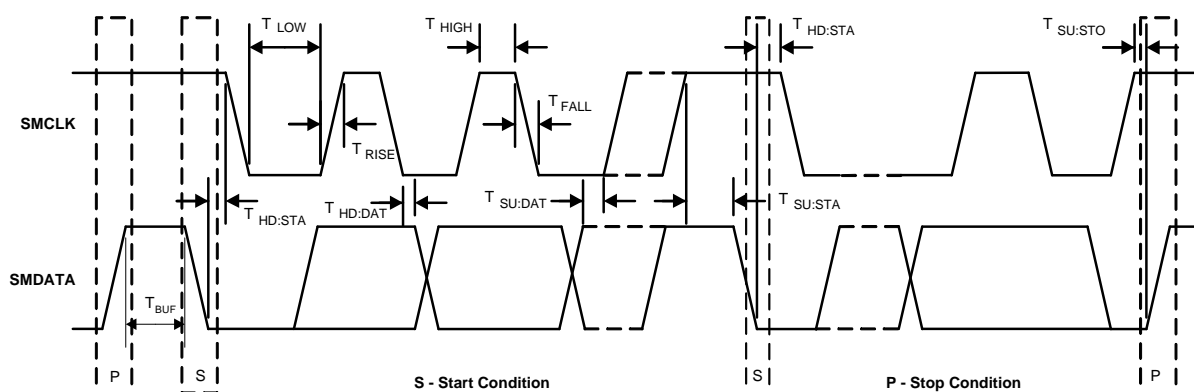 T LOW
T HIGH
T HD:STA
T SU:STO
SMCLK
T FALL
T RISE
T HD:STA
T HD:DAT
T SU:DAT
T SU:STA
SMDATA
T BUF
P
S
S - Start Condition
S
P - Stop Condition
P